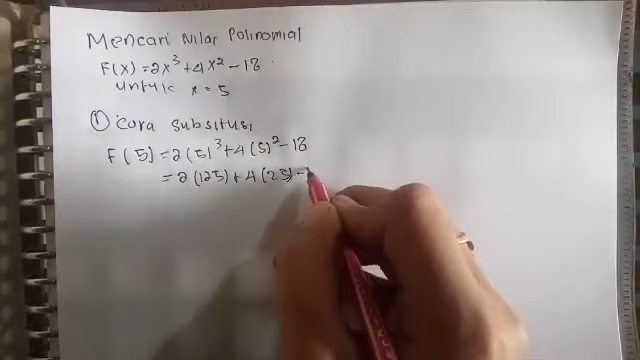 Mencari Nilai Polinomial
F(x) = 2x³ + 4x² - 18
untuk x = 5
① Cara Subsitusi
F(5) = 2(5)³ + 4(5)² - 18
= 2(125) + 4(25) -